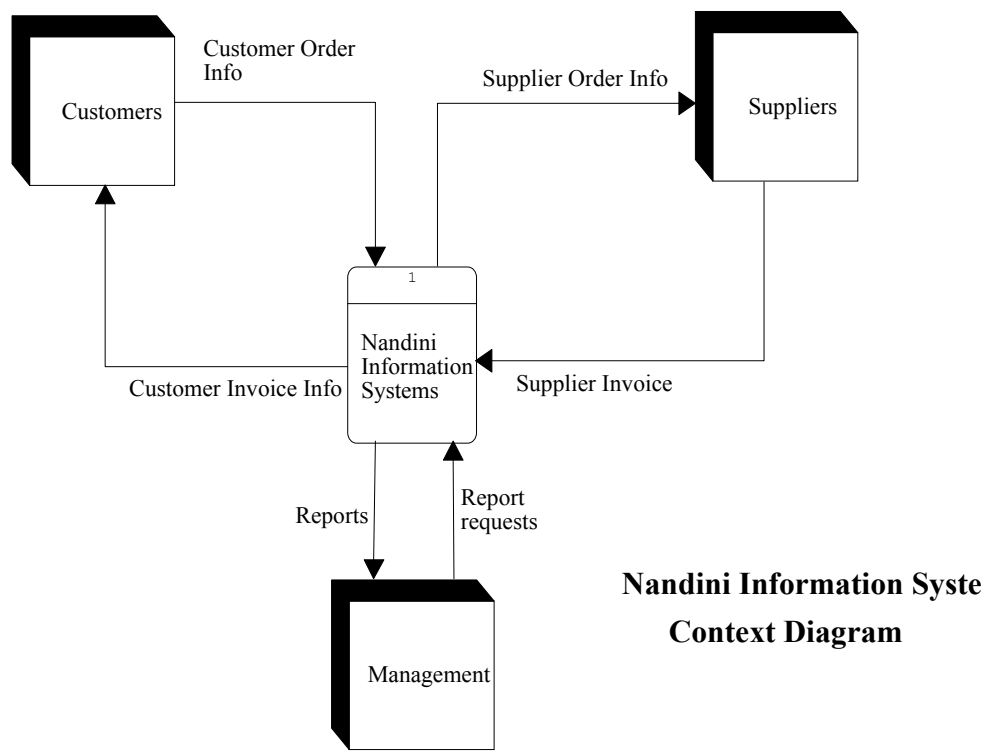 Customer Order
Info
Customers
Supplier Order Info
Suppliers
1
Nandini
Information
Systems
Customer Invoice Info
Supplier Invoice
Reports
Report
requests
Management
Nandini Information Syste
Context Diagram